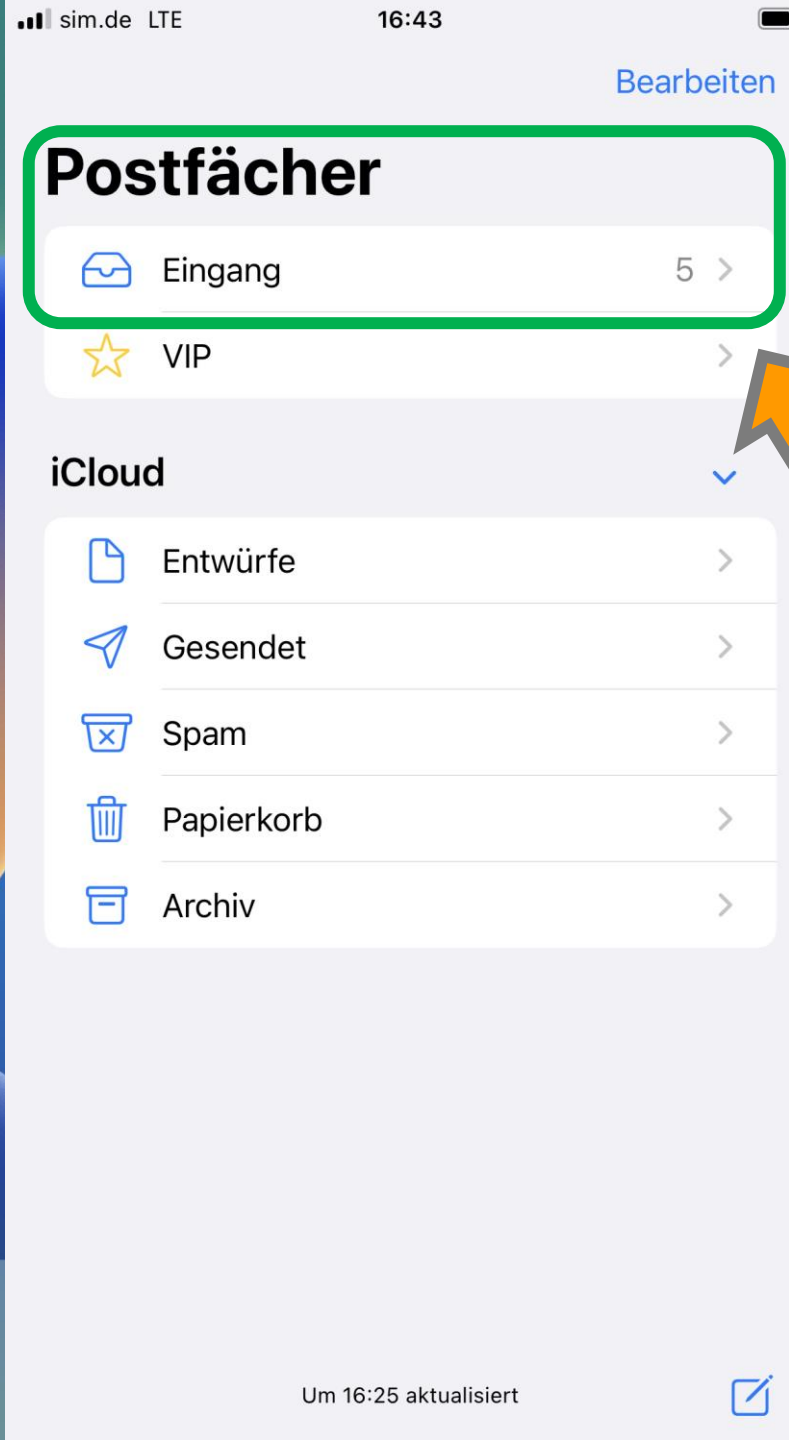 sim.de LTE 16:43
Bearbeiten
Postfächer
Eingang 5
VIP
iCloud
Entwürfe
Gesendet
Spam
Papierkorb
Archiv
Um 16:25 aktualisiert